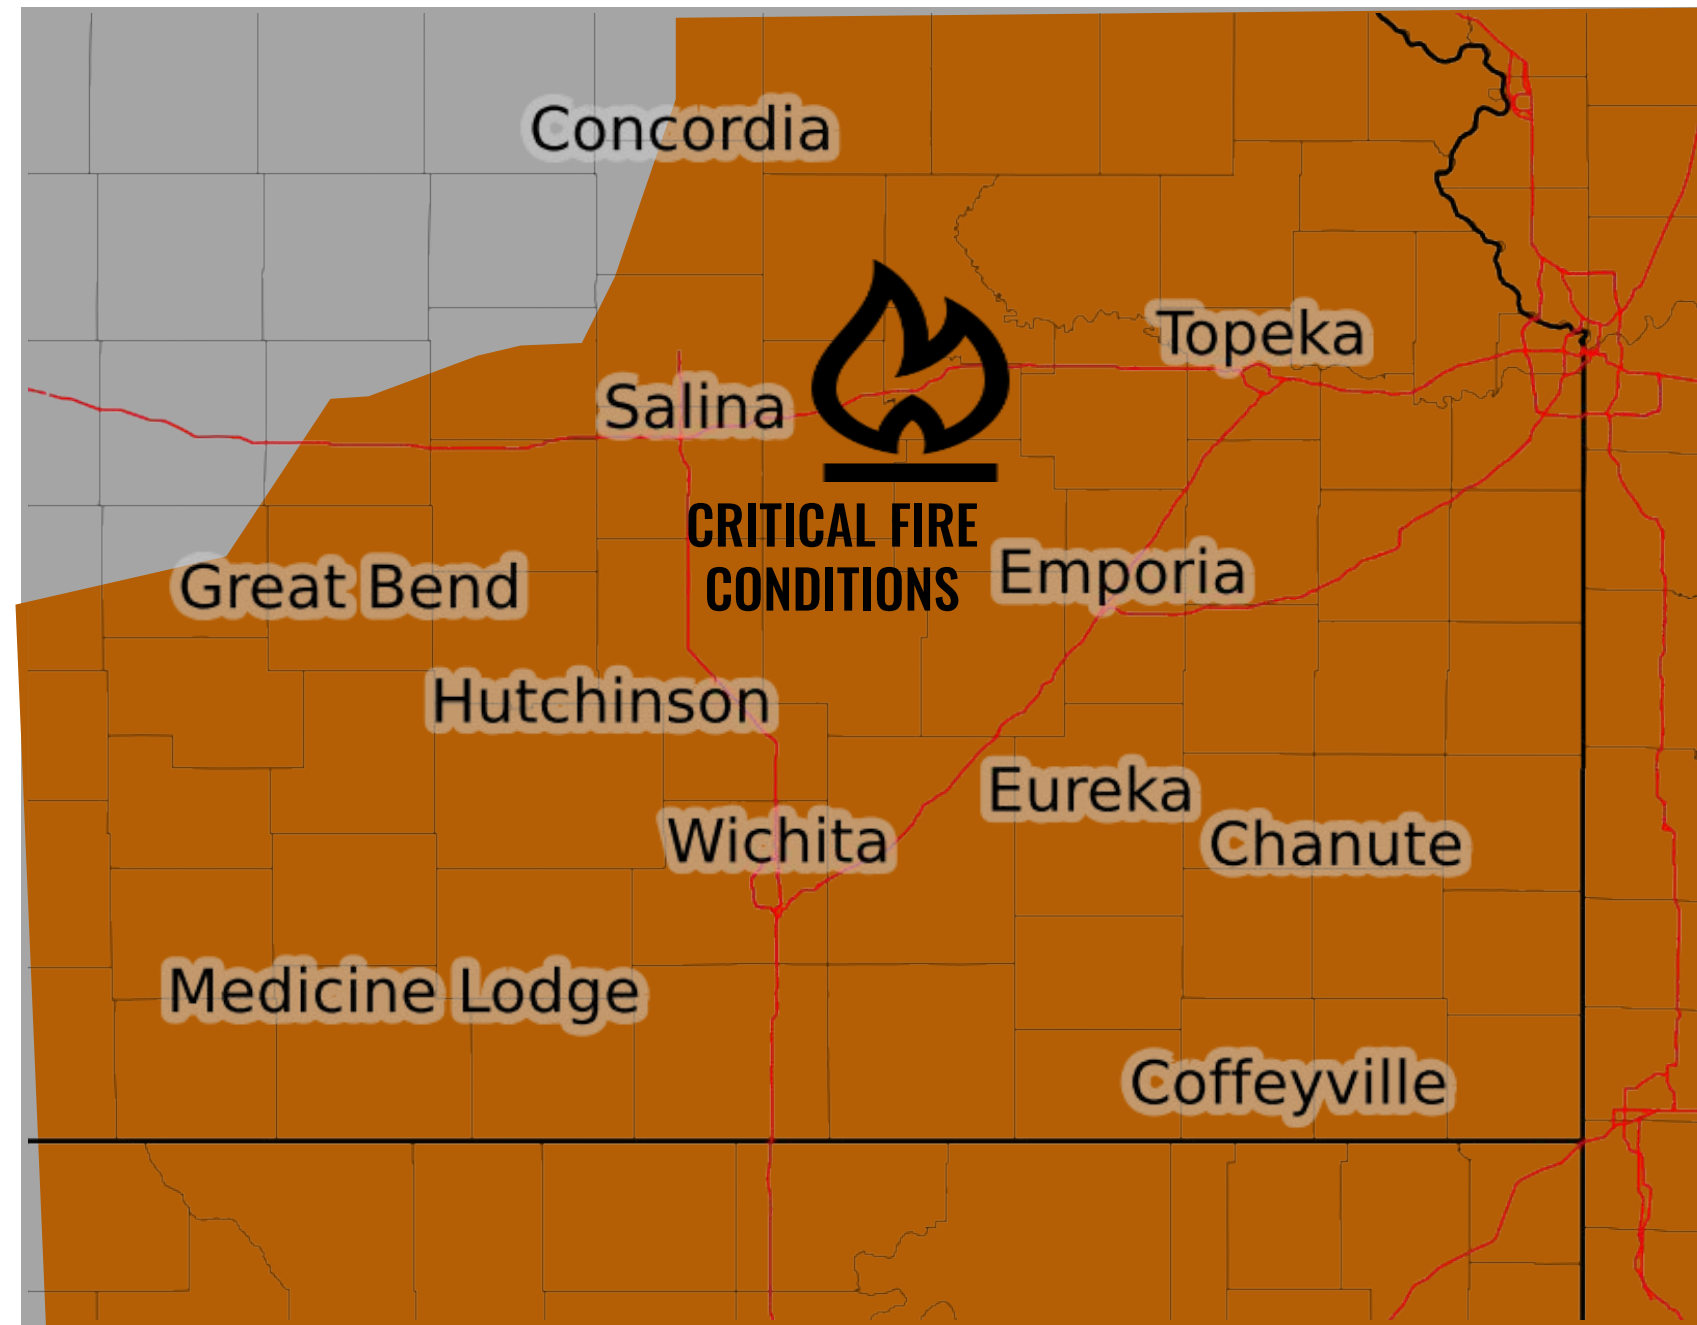 Concordia
Topeka
Salina
CRITICAL FIRE
CONDITIONS
Emporia
Great Bend
Hutchinson
Eureka
Wichita
Chanute
Medicine Lodge
Coffeyville